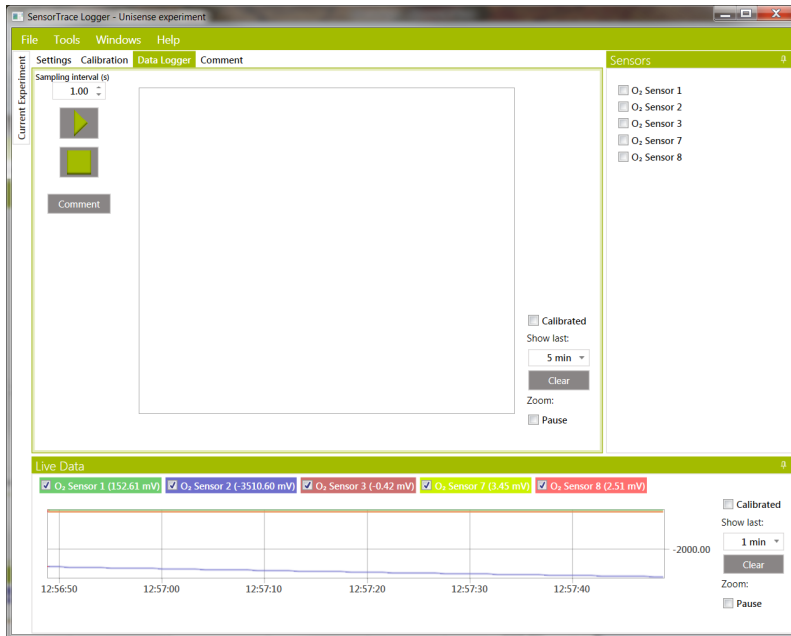 SensorTrace Logger - Unisense experiment
File Tools Windows Help
Current Experiment
Settings Calibration Data Logger Comment
Sampling interval (s)
1.00
Comment
Calibrated
Show last:
5 min
Clear
Zoom:
Pause
Sensors
O₂ Sensor 1
O₂ Sensor 2
O₂ Sensor 3
O₂ Sensor 7
O₂ Sensor 8
Live Data
O₂ Sensor 1 (152.61 mV) O₂ Sensor 2 (-3510.60 mV) O₂ Sensor 3 (-0.42 mV) O₂ Sensor 7 (3.45 mV) O₂ Sensor 8 (2.51 mV)
-2000.00
12:56:50 12:57:00 12:57:10 12:57:20 12:57:30 12:57:40
Calibrated
Show last:
1 min
Clear
Zoom:
Pause